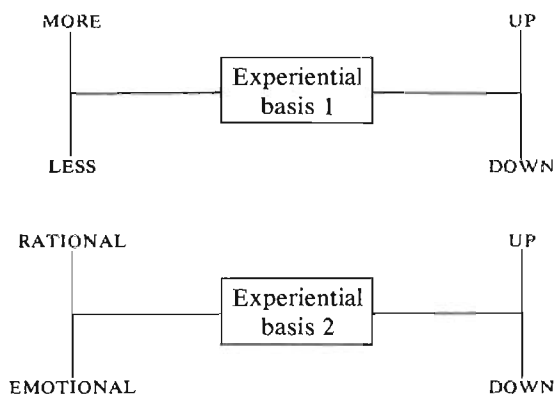 MORE UP
Experiential
basis 1
LESS DOWN
RATIONAL UP
Experiential
basis 2
EMOTIONAL DOWN